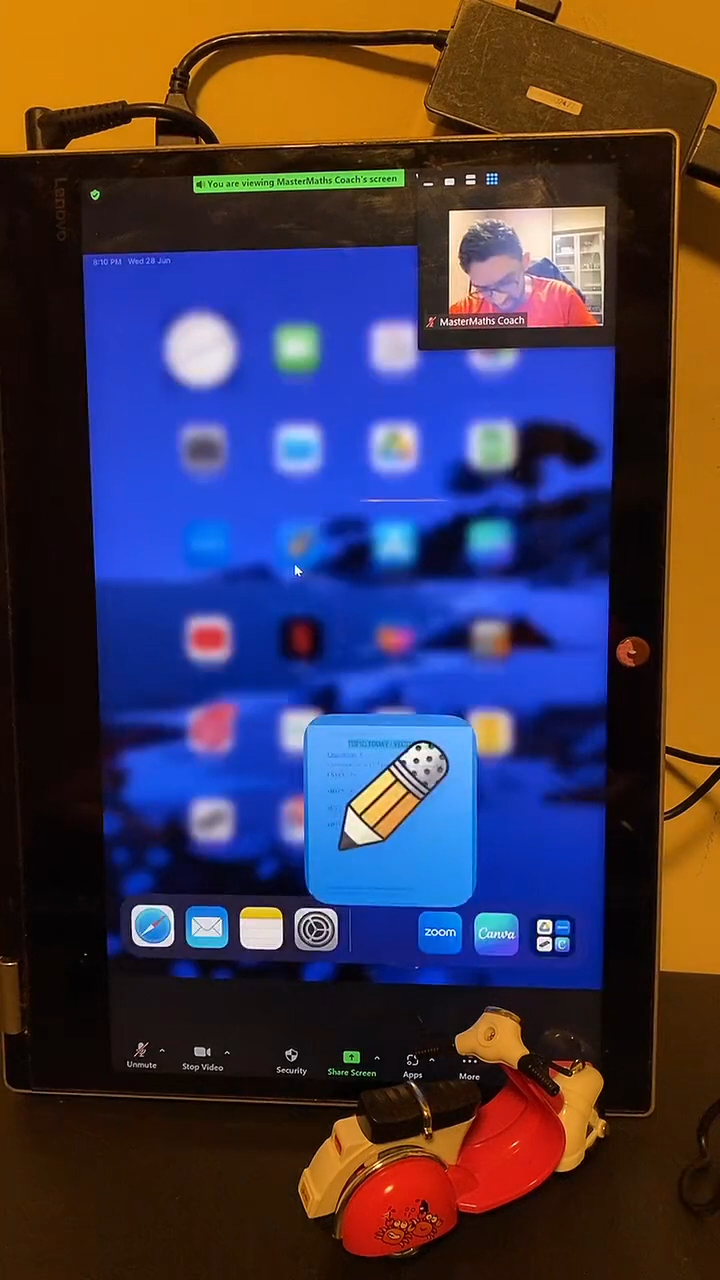 Lenovo
You are viewing MasterMaths Coach's screen
8:10 PM Wed 28 Jun
MasterMaths Coach
zoom
Canva
Unmute
Stop Video
Security
Share Screen
Apps
More